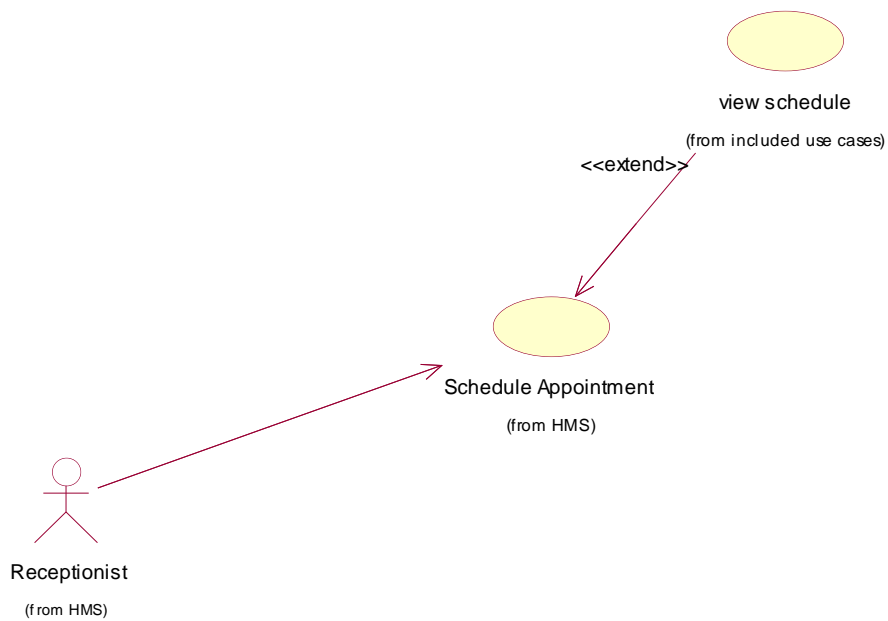 view schedule
(from included use cases)
<<extend>>
Schedule Appointment
(from HMS)
Receptionist
(from HMS)